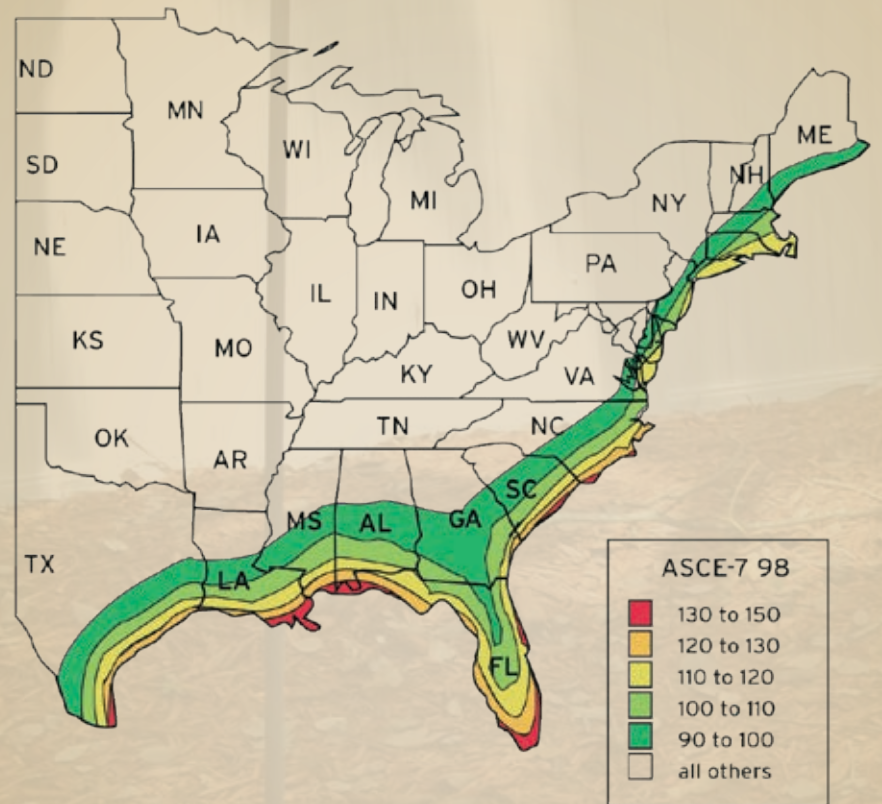 ND
MN
ME
WI
SD
NH
MI
NY
NE
IA
PA
IL
IN
OH
WV
KS
MO
VA
KY
TN
NC
OK
AR
SC
MS
AL
GA
TX
LA
FL
ASCE-7 98
130 to 150
120 to 130
110 to 120
100 to 110
90 to 100
all others